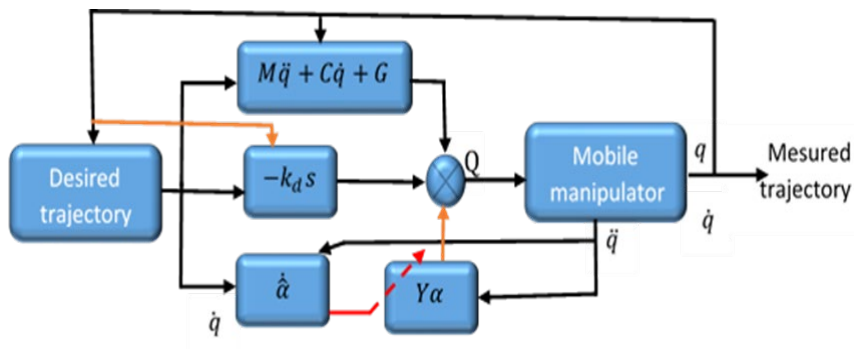 Mq̈ + Cq̇ + G
Desired
trajectory
−k_d s
Q
Mobile
manipulator
q
Mesured
trajectory
q̇
q̈
α̂̇
Yα
q̇